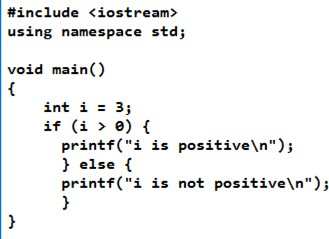 #include <iostream>
using namespace std;

void main()
{
    int i = 3;
    if (i > 0) {
      printf("i is positive\n");
      } else {
      printf("i is not positive\n");
      }
}